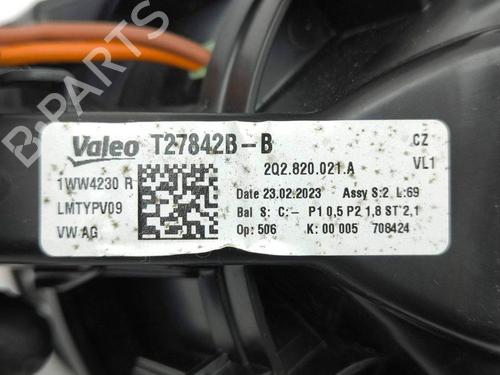 B-PARTS
Valeo T27842B-B CZ
2Q2.820.021.A VL1
1WW4230 R
Date 23.02.2023 Assy S:2 L:69
LMTYPV09
Bal S: C:- P1 0,5 P2 1,8 ST 2,1
VW AG
Op: 506 K: 00 005 708424